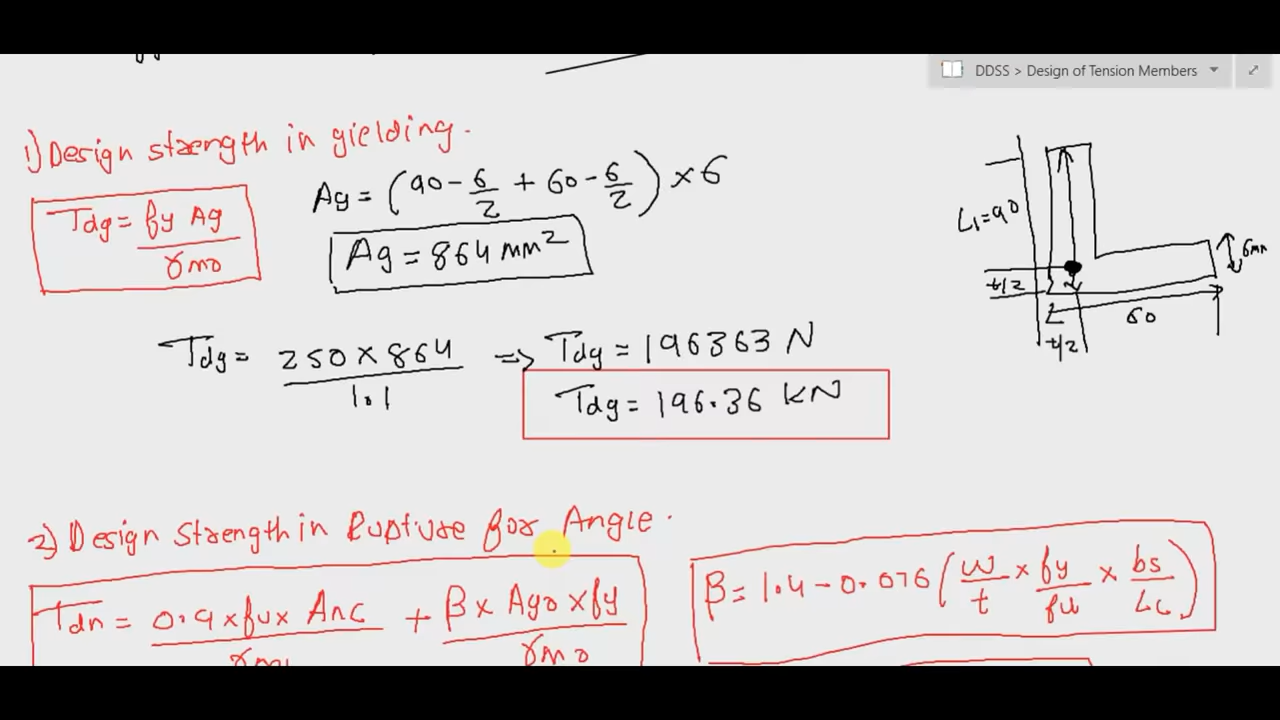 DDSS > Design of Tension Members
1) Design strength in yielding.
Tdg = fy Ag / γm0
Ag = (90 - 6/2 + 60 - 6/2) × 6
Ag = 864 mm²
L1 = 90
6mm
t/2
60
t/2
Tdg = 250 × 864 / 1.1 => Tdg = 196363 N
Tdg = 196.36 KN
2) Design Strength in Rupture for Angle.
Tdn = 0.9 × fu × Anc / γm1 + β × Ago × fy / γm0
β = 1.4 - 0.076 (w/t × fy/fu × bs/Lc)